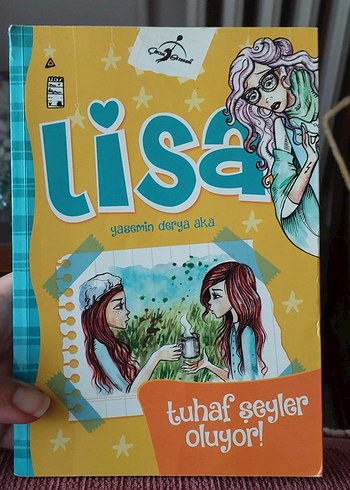 lisa
yasemin derya aka
tuhaf şeyler
oluyor!